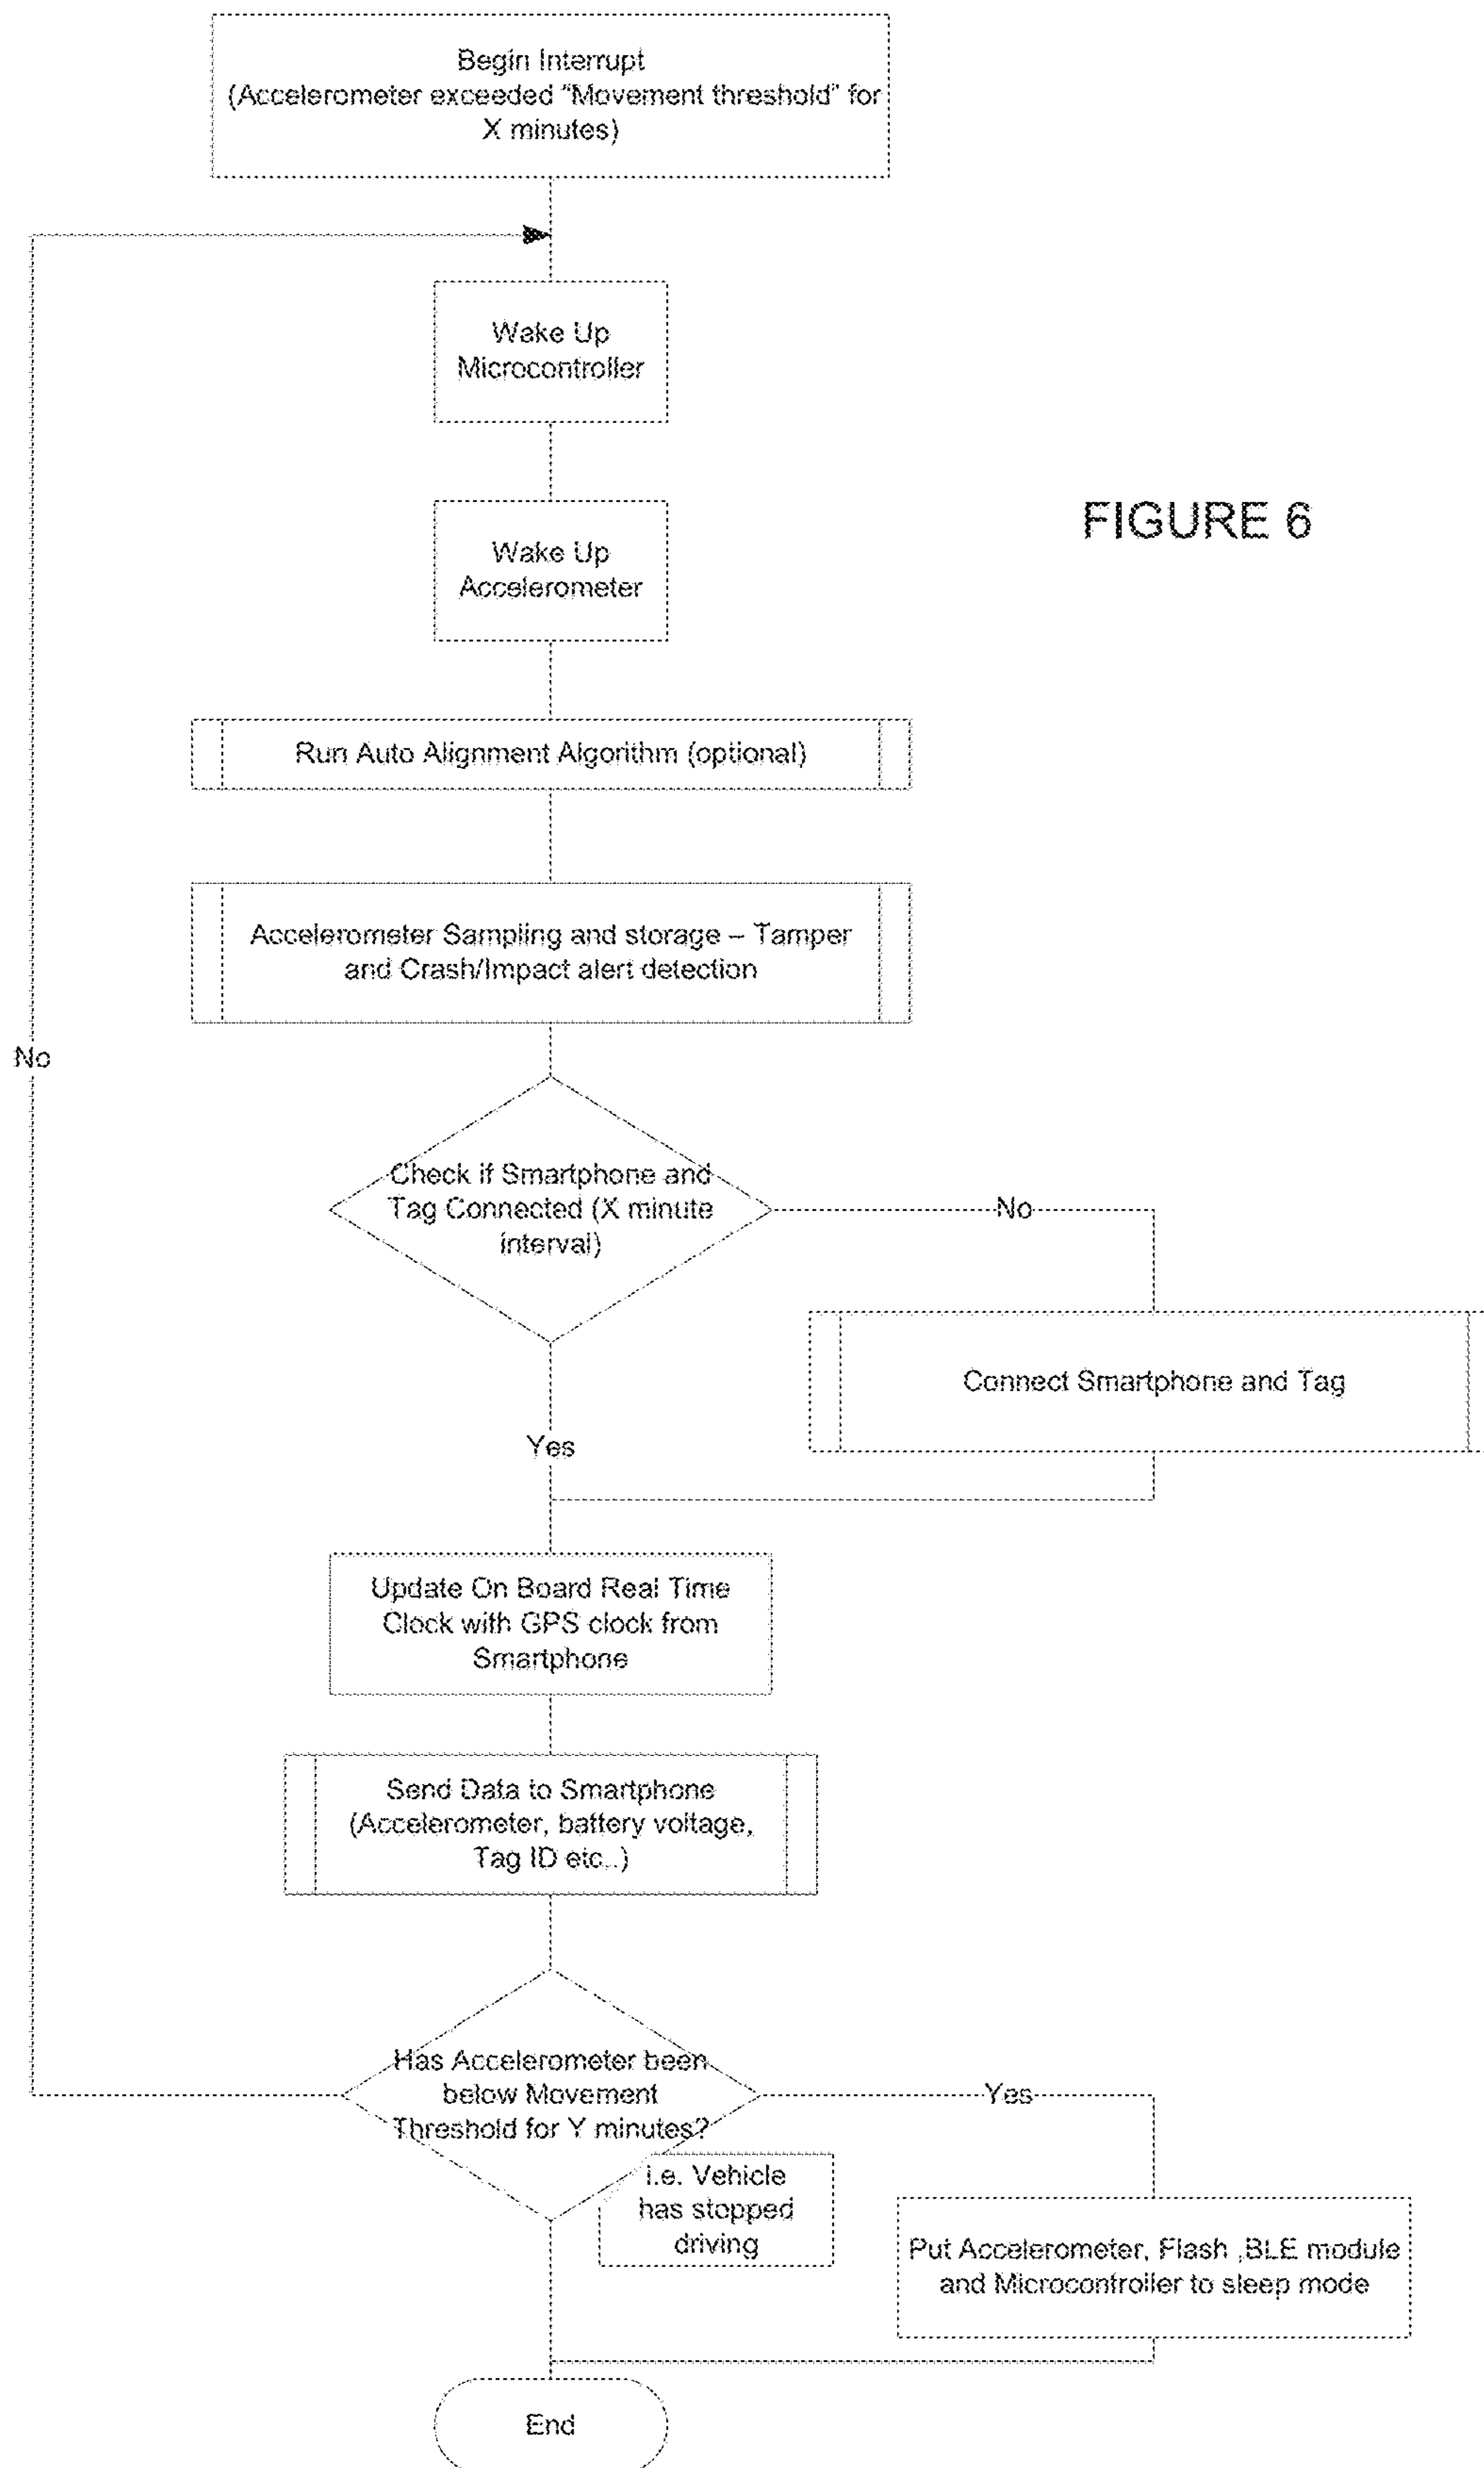 Begin Interrupt
(Accelerometer exceeded "Movement threshold" for
X minutes)
Wake Up
Microcontroller
FIGURE 6
Wake Up
Accelerometer
Run Auto Alignment Algorithm (optional)
Accelerometer Sampling and storage – Tamper
and Crash/Impact alert detection
No
Check if Smartphone and
Tag Connected (X minute
interval)
No
Connect Smartphone and Tag
Yes
Update On Board Real Time
Clock with GPS clock from
Smartphone
Send Data to Smartphone
(Accelerometer, battery voltage,
Tag ID etc..)
Has Accelerometer been
below Movement
Threshold for Y minutes?
Yes
i.e. Vehicle
has stopped
driving
Put Accelerometer, Flash ,BLE module
and Microcontroller to sleep mode
End